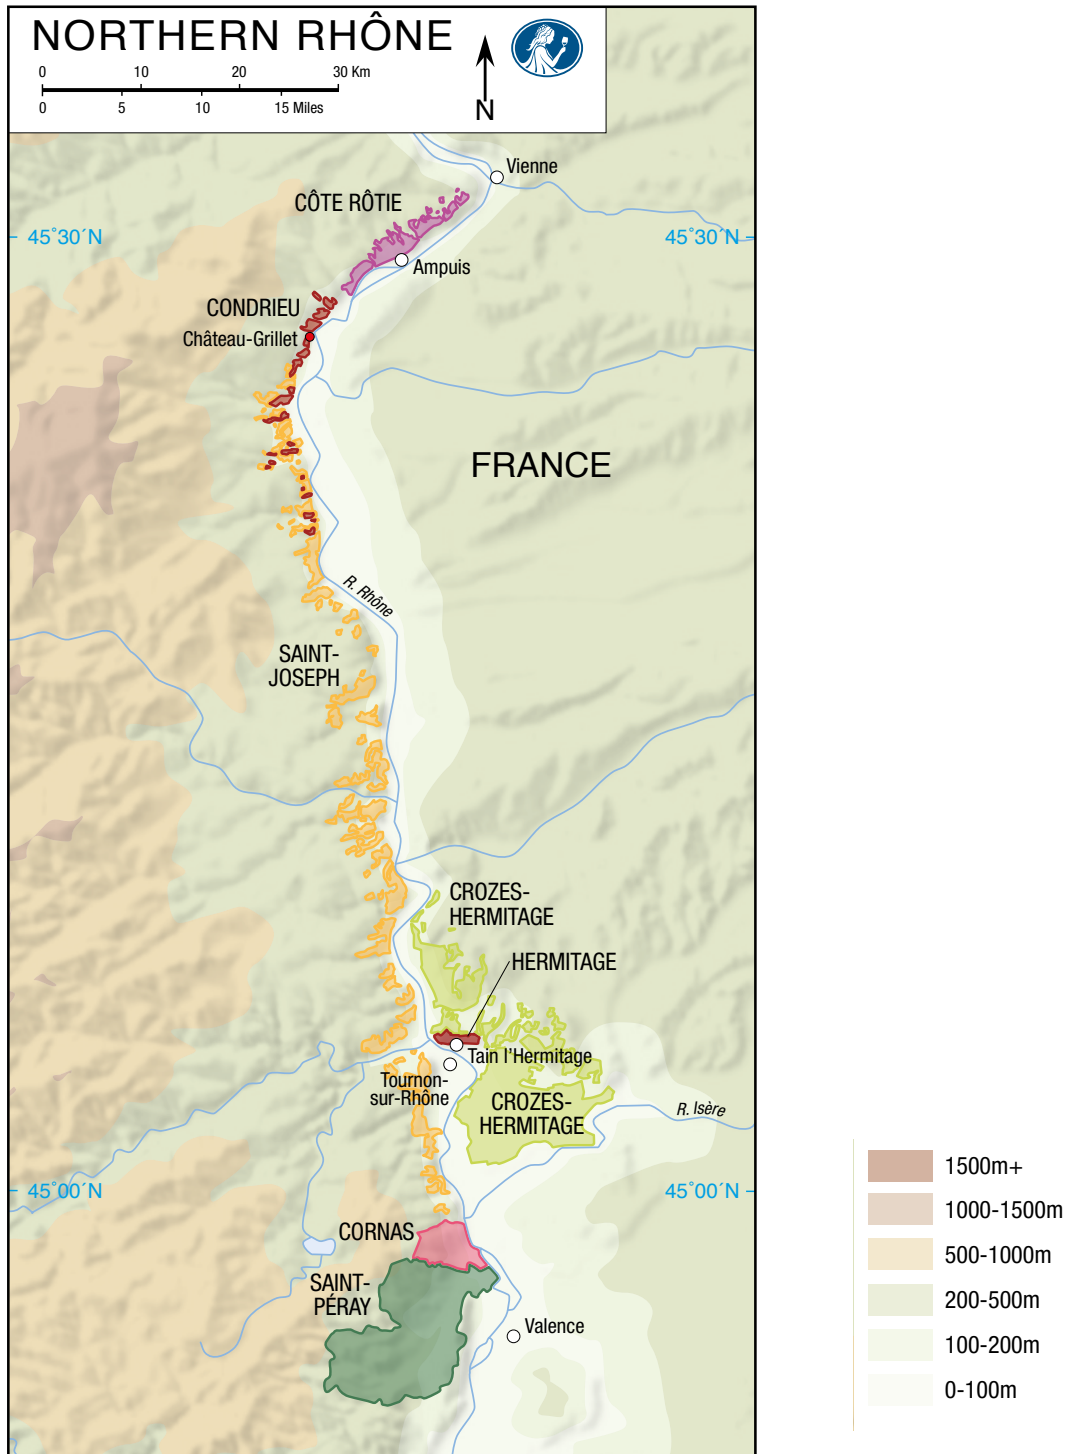 NORTHERN RHÔNE
0 10 20 30 Km
0 5 10 15 Miles
N
Vienne
CÔTE RÔTIE
45˚30´N 45˚30´N
Ampuis
CONDRIEU
Château-Grillet
FRANCE
R. Rhône
SAINT-
JOSEPH
CROZES-
HERMITAGE
HERMITAGE
Tain l'Hermitage
Tournon-
sur-Rhône
CROZES-
HERMITAGE
R. Isère
45˚00´N 45˚00´N
CORNAS
SAINT-
PÉRAY
Valence
1500m+
1000-1500m
500-1000m
200-500m
100-200m
0-100m